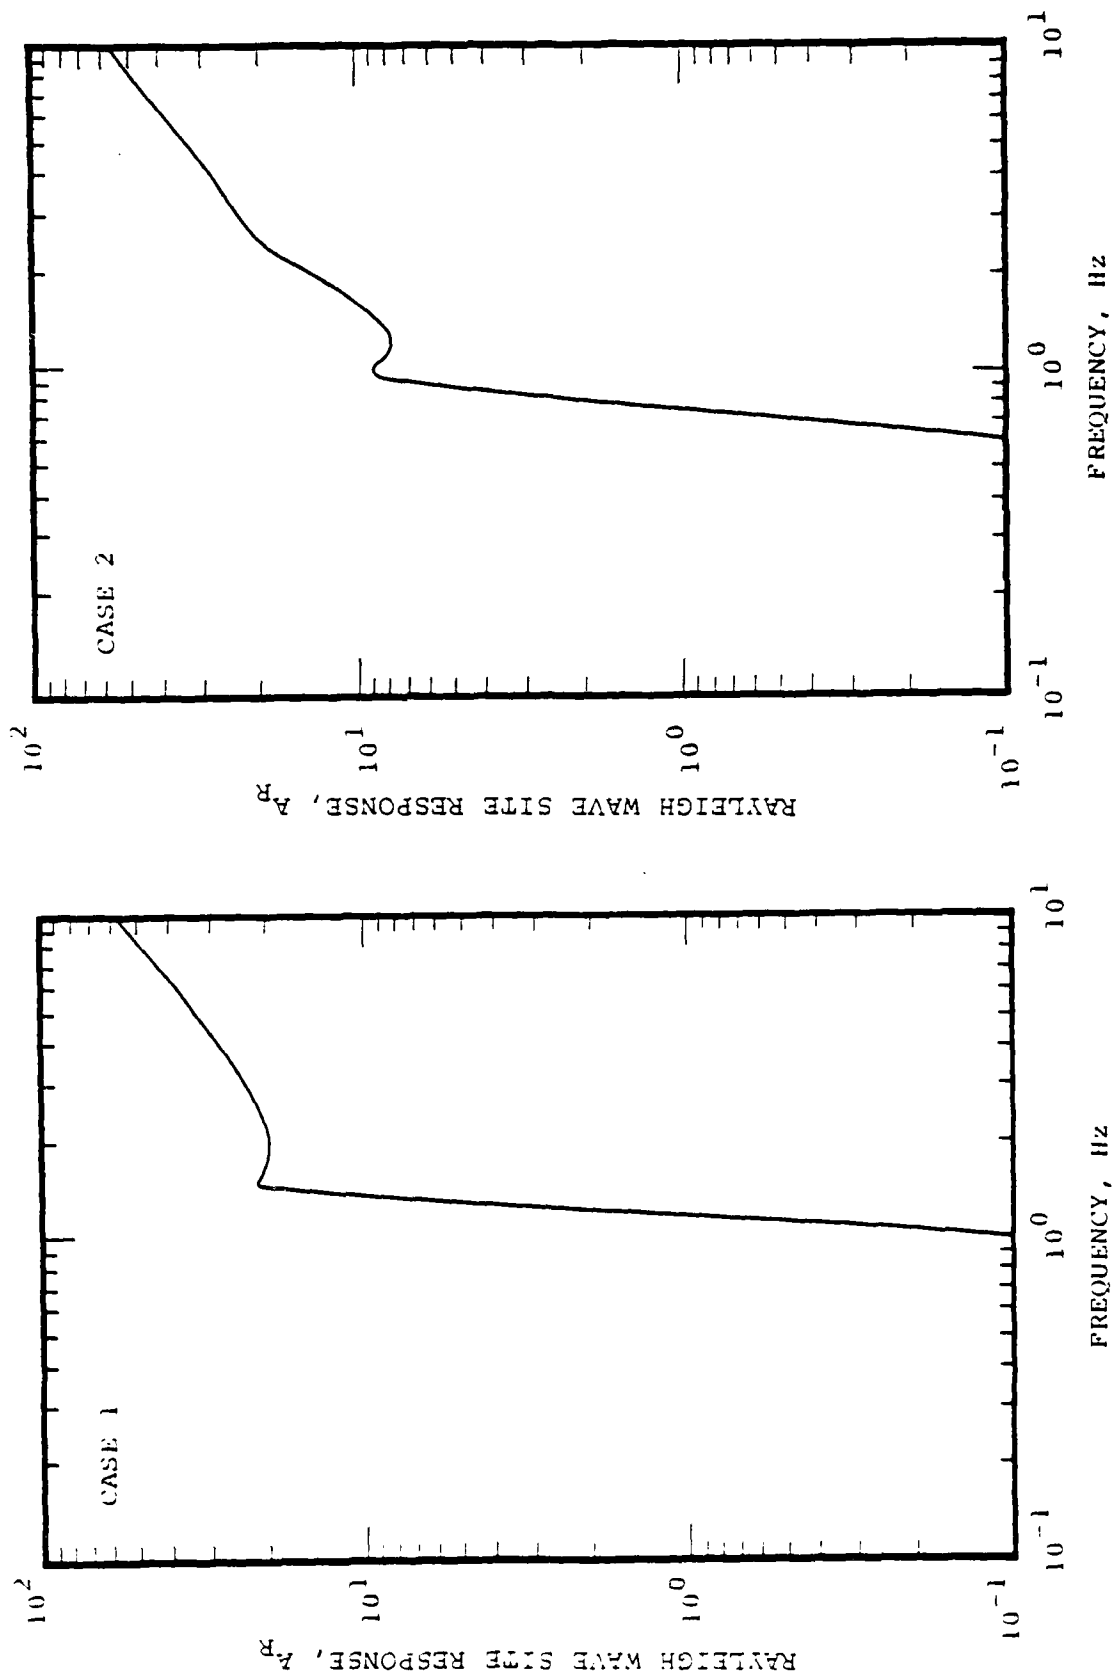 CASE 1
RAYLEIGH WAVE SITE RESPONSE, A_R
10^2
10^1
10^0
10^-1
10^-1
10^0
10^1
FREQUENCY, Hz
CASE 2
RAYLEIGH WAVE SITE RESPONSE, A_R
10^2
10^1
10^0
10^-1
10^-1
10^0
10^1
FREQUENCY, Hz